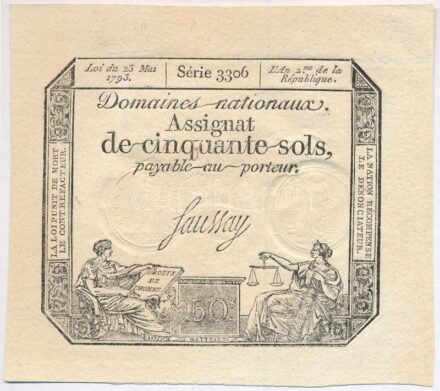 Loi du 23 Mai
1793.
Série 3306
L'An 2.me de la
République.
Domaines nationaux.
Assignat
de cinquante sols,
payable au porteur.
Saussay
LA LOI PUNIT DE MORT
LE CONTREFACTEUR.
LA NATION RÉCOMPENSE
LE DÉNONCIATEUR.
DROITS
DE
L'HOMME
50s